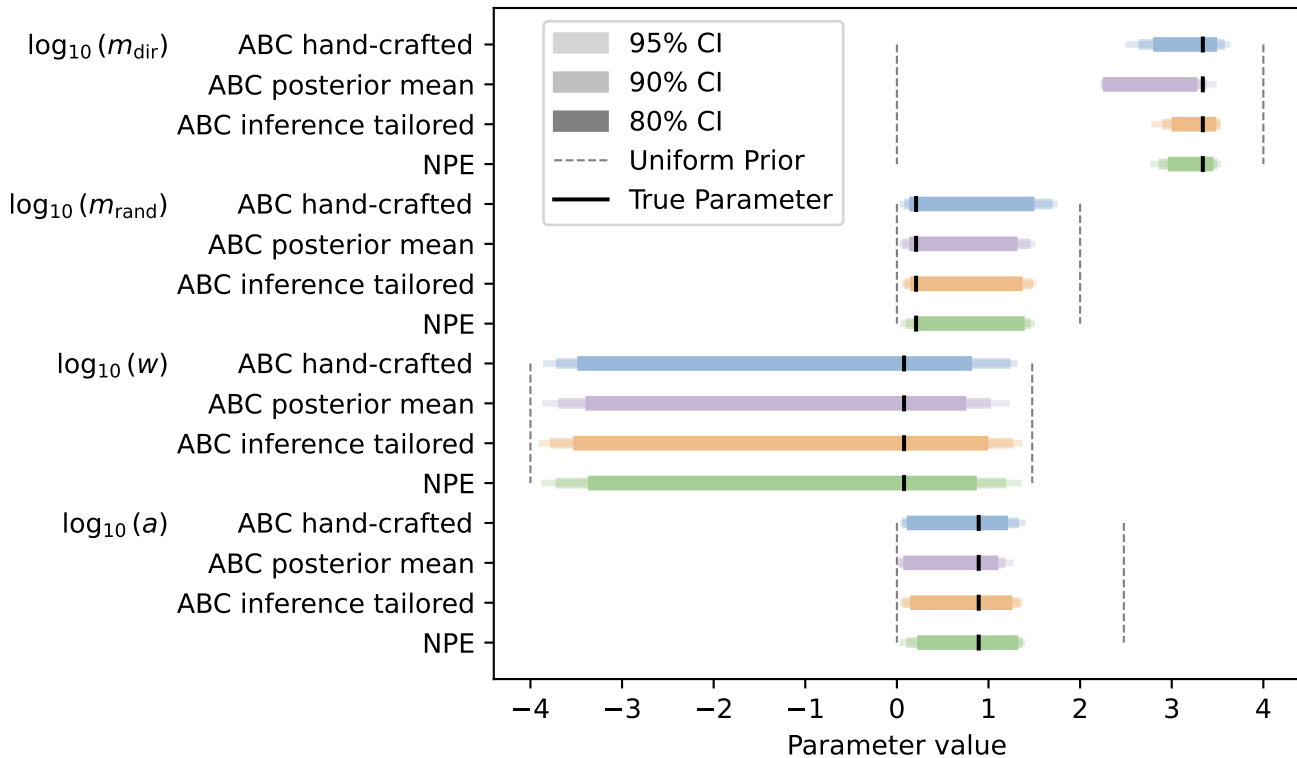 log₁₀ (m_dir) ABC hand-crafted
ABC posterior mean
ABC inference tailored
NPE
log₁₀ (m_rand) ABC hand-crafted
ABC posterior mean
ABC inference tailored
NPE
log₁₀ (w) ABC hand-crafted
ABC posterior mean
ABC inference tailored
NPE
log₁₀ (a) ABC hand-crafted
ABC posterior mean
ABC inference tailored
NPE
95% CI
90% CI
80% CI
Uniform Prior
True Parameter
−4 −3 −2 −1 0 1 2 3 4
Parameter value